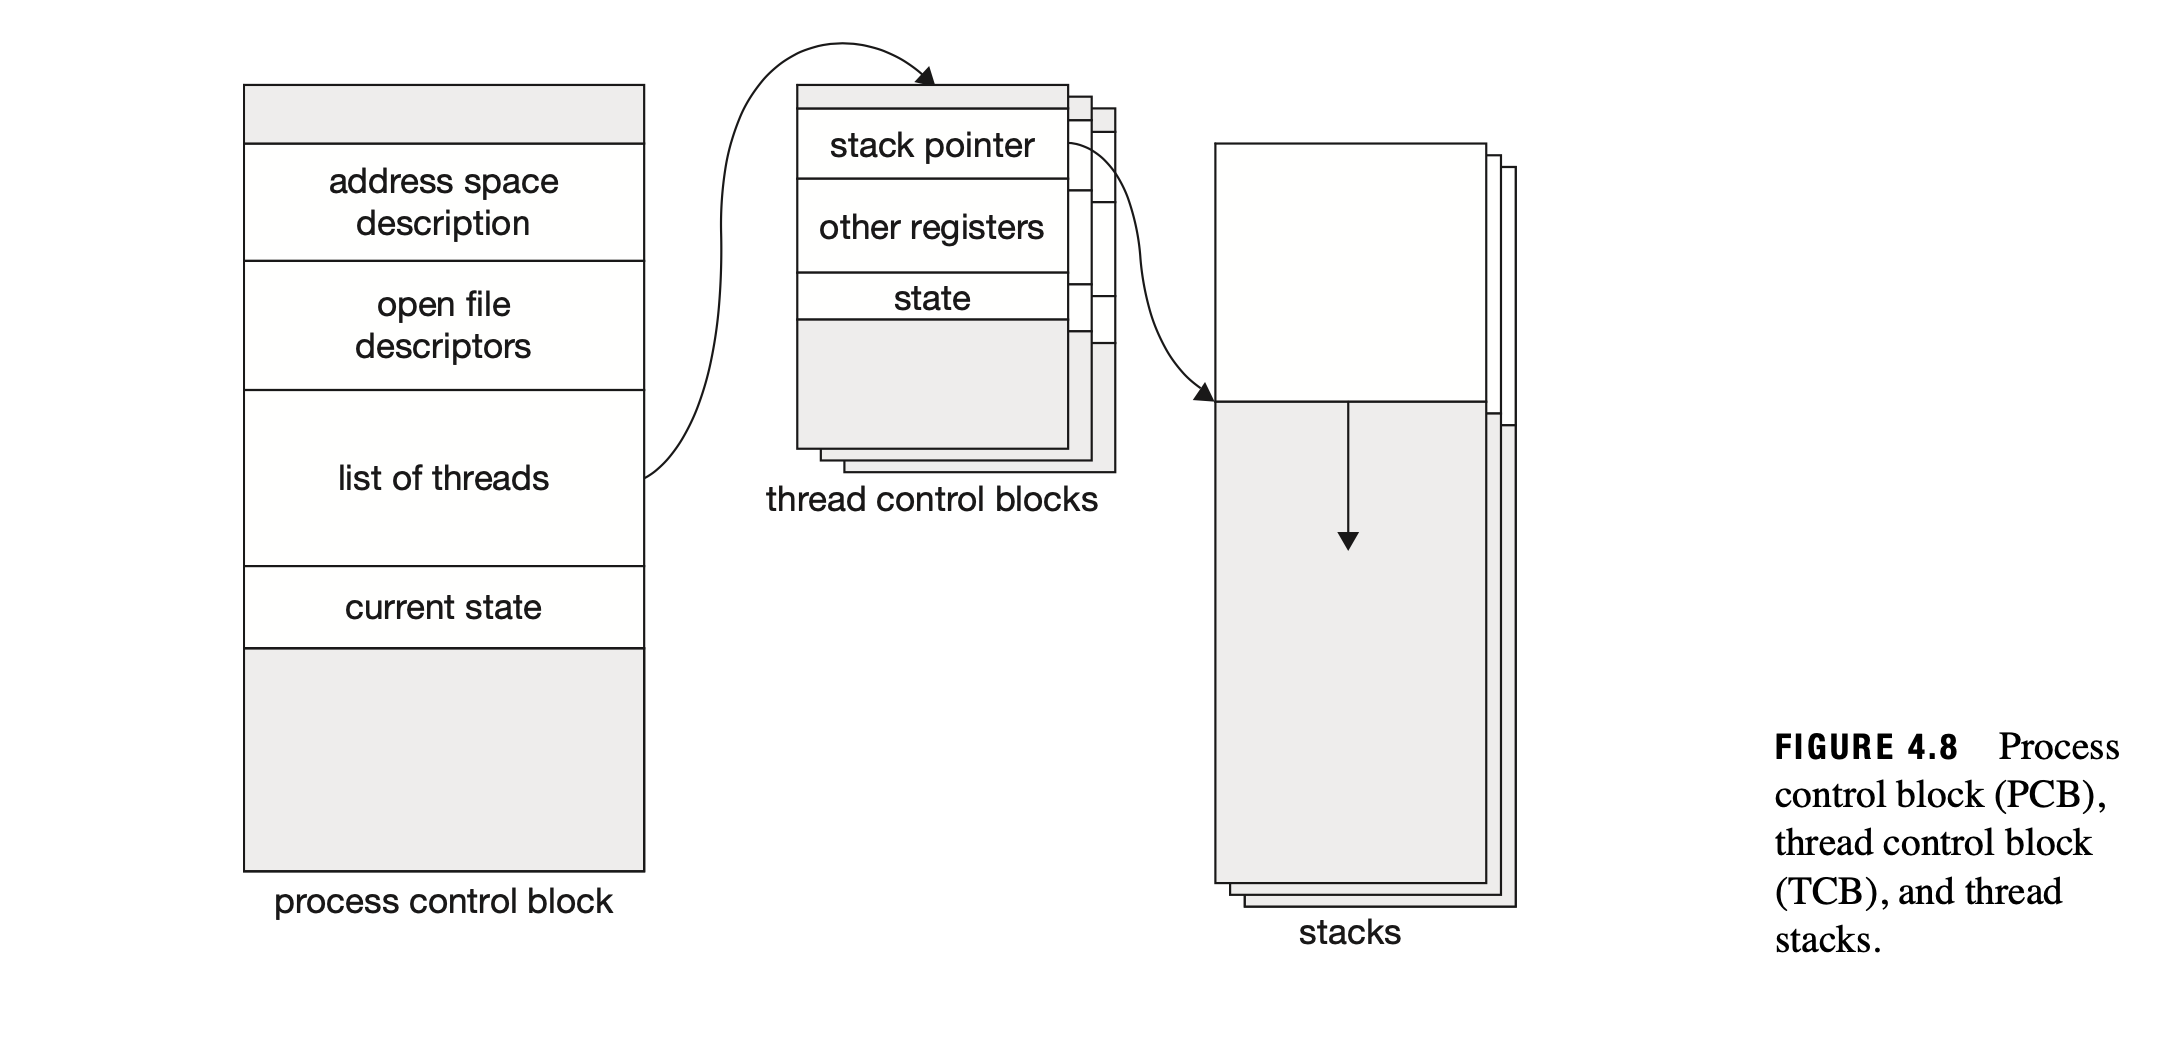 address space
description
open file
descriptors
list of threads
current state
process control block
stack pointer
other registers
state
thread control blocks
stacks
FIGURE 4.8 Process
control block (PCB),
thread control block
(TCB), and thread
stacks.